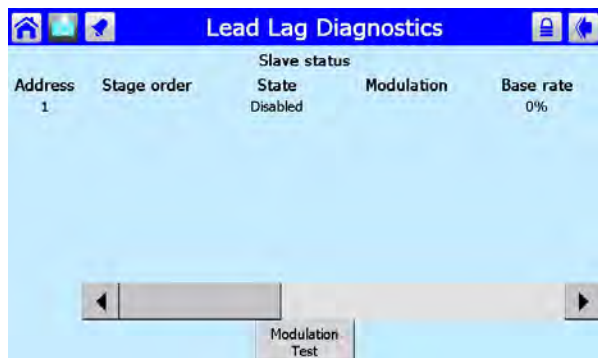 Lead Lag Diagnostics
Slave status
Address Stage order State Modulation Base rate
1 Disabled 0%
Modulation
Test